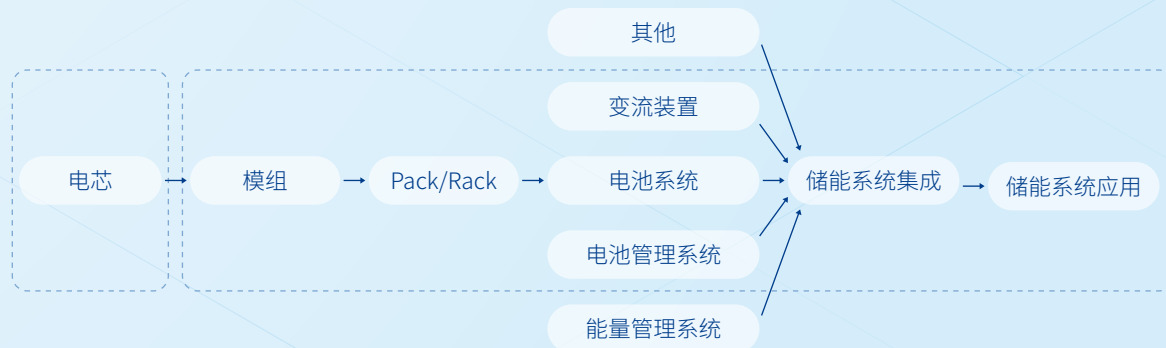 其他
变流装置
电芯
模组
Pack/Rack
电池系统
储能系统集成
储能系统应用
电池管理系统
能量管理系统